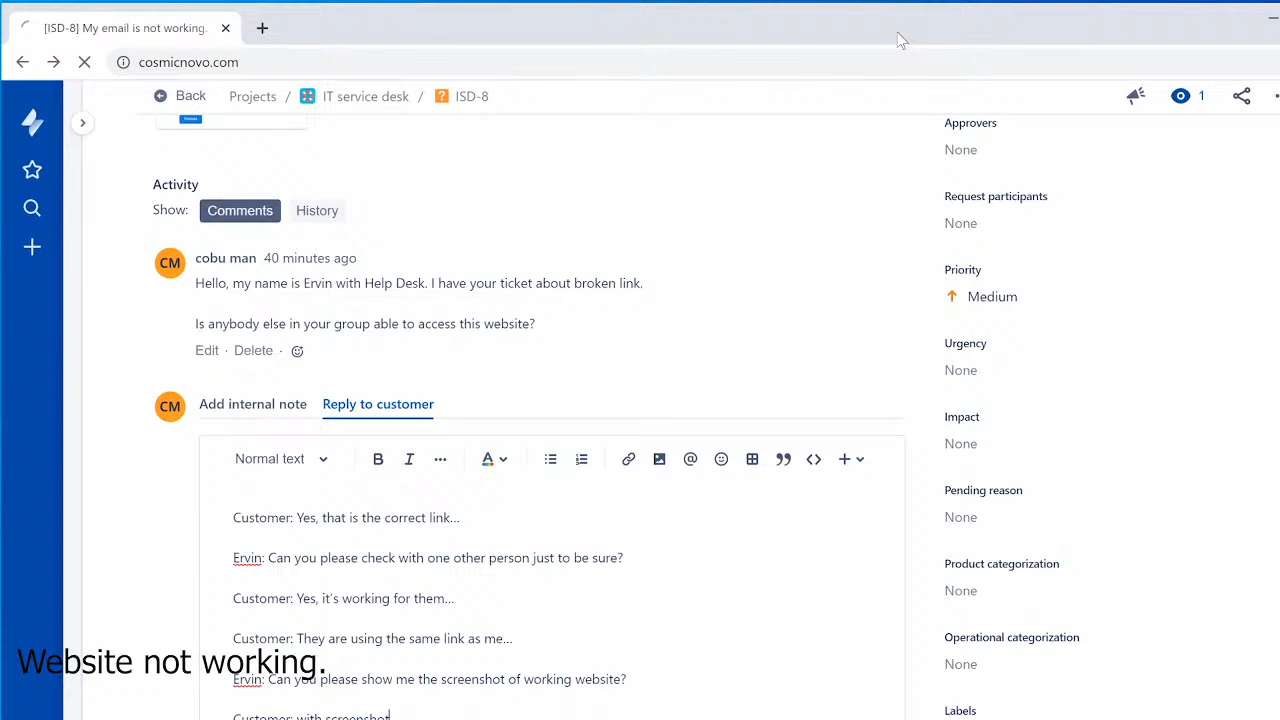 [ISD-8] My email is not working.
cosmicnovo.com
Back
Projects / IT service desk / ISD-8
1
Approvers
None
Activity
Show: Comments History
Request participants
None
CM
cobu man 40 minutes ago
Hello, my name is Ervin with Help Desk. I have your ticket about broken link.
Is anybody else in your group able to access this website?
Edit · Delete ·
Priority
Medium
Urgency
None
CM
Add internal note Reply to customer
Impact
None
Normal text
Pending reason
None
Customer: Yes, that is the correct link...
Ervin: Can you please check with one other person just to be sure?
Product categorization
None
Customer: Yes, it's working for them...
Customer: They are using the same link as me...
Operational categorization
None
Website not working.
Ervin: Can you please show me the screenshot of working website?
Labels
Customer: with screenshot